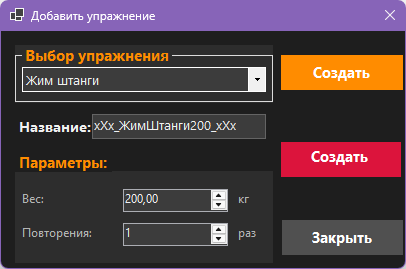 Добавить упражнение
Выбор упражнения
Жим штанги
Создать
Название: xXx_ЖимШтанги200_xXx
Создать
Параметры:
Вес: 200,00 кг
Повторения: 1 раз
Закрыть